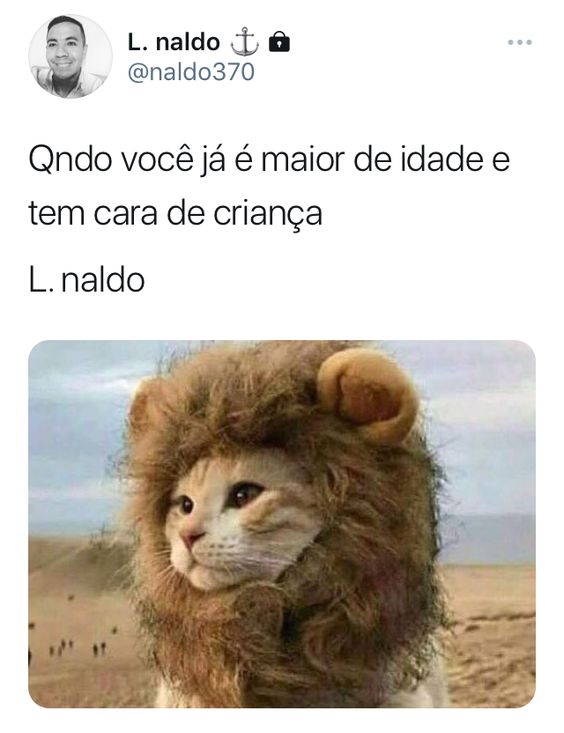 L. naldo ⚓ 🔒
@naldo370
Qndo você já é maior de idade e
tem cara de criança
L. naldo